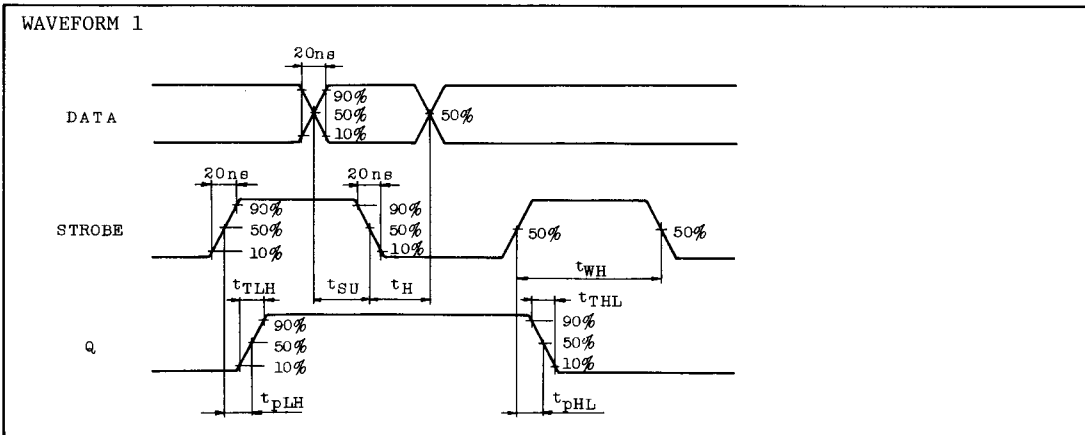 WAVEFORM 1
20ns
DATA
90%
50%
10%
50%
20ns
20ns
STROBE
90%
50%
10%
90%
50%
10%
50%
50%
tWH
tTLH
tSU
tH
tTHL
Q
90%
50%
10%
90%
50%
10%
tpLH
tpHL